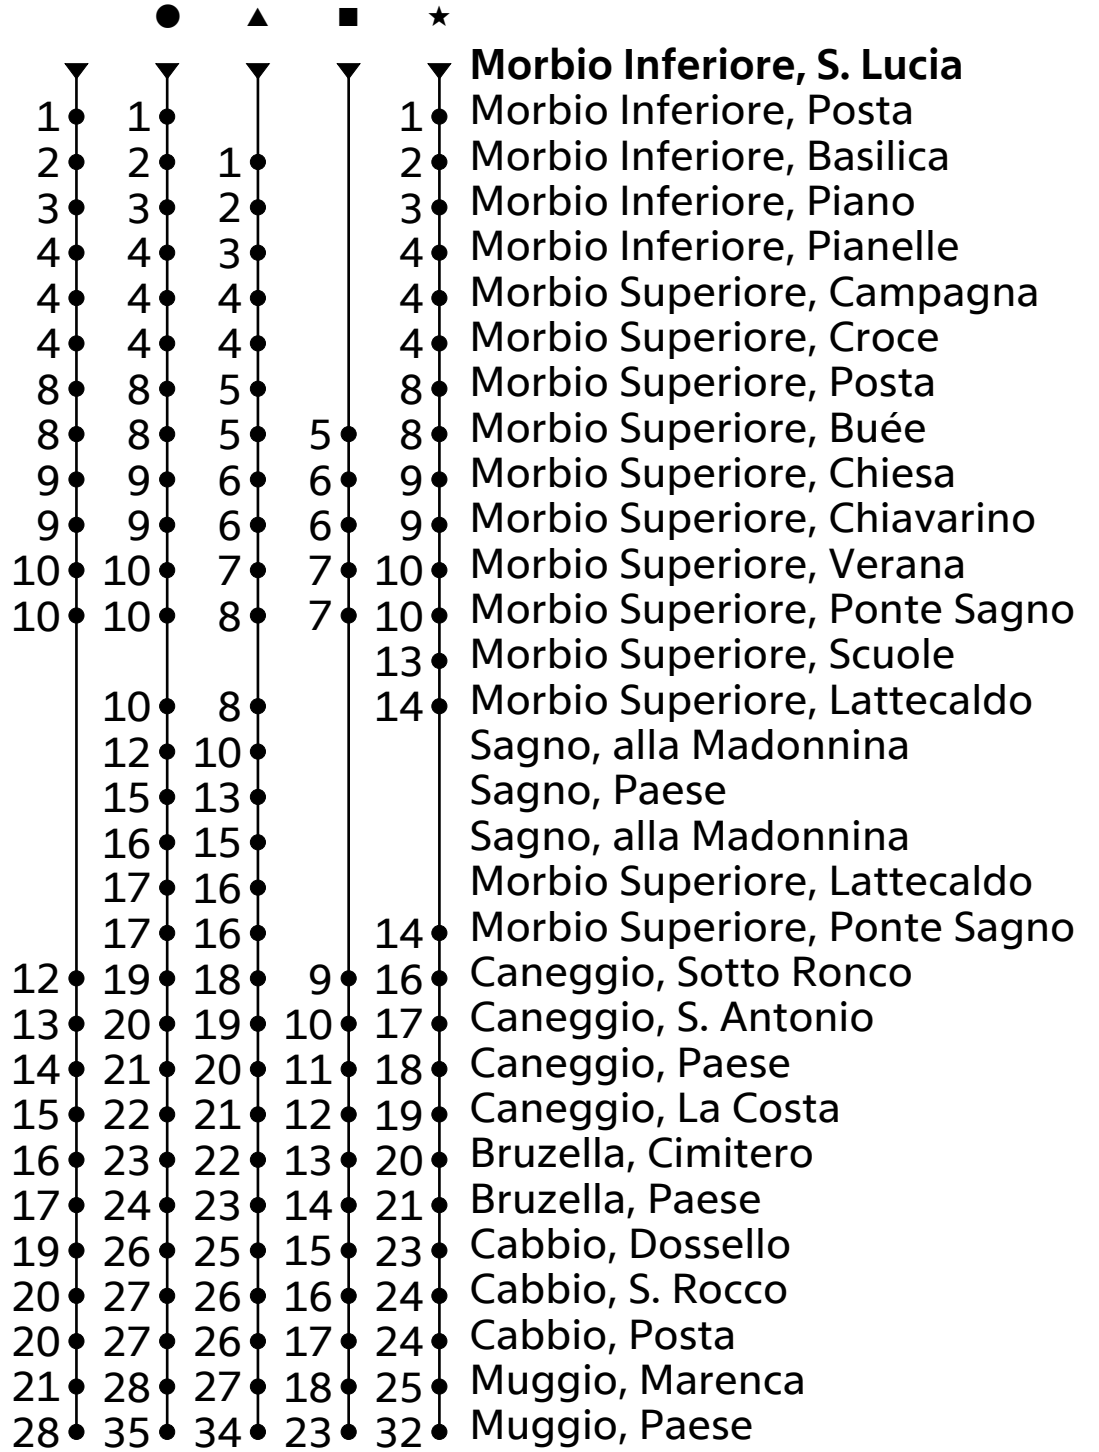 ● ▲ ■ ★
Morbio Inferiore, S. Lucia
1 1 1 Morbio Inferiore, Posta
2 2 1 2 Morbio Inferiore, Basilica
3 3 2 3 Morbio Inferiore, Piano
4 4 3 4 Morbio Inferiore, Pianelle
4 4 4 4 Morbio Superiore, Campagna
4 4 4 4 Morbio Superiore, Croce
8 8 5 8 Morbio Superiore, Posta
8 8 5 5 8 Morbio Superiore, Buée
9 9 6 6 9 Morbio Superiore, Chiesa
9 9 6 6 9 Morbio Superiore, Chiavarino
10 10 7 7 10 Morbio Superiore, Verana
10 10 8 7 10 Morbio Superiore, Ponte Sagno
13 Morbio Superiore, Scuole
10 8 14 Morbio Superiore, Lattecaldo
12 10 Sagno, alla Madonnina
15 13 Sagno, Paese
16 15 Sagno, alla Madonnina
17 16 Morbio Superiore, Lattecaldo
17 16 14 Morbio Superiore, Ponte Sagno
12 19 18 9 16 Caneggio, Sotto Ronco
13 20 19 10 17 Caneggio, S. Antonio
14 21 20 11 18 Caneggio, Paese
15 22 21 12 19 Caneggio, La Costa
16 23 22 13 20 Bruzella, Cimitero
17 24 23 14 21 Bruzella, Paese
19 26 25 15 23 Cabbio, Dossello
20 27 26 16 24 Cabbio, S. Rocco
20 27 26 17 24 Cabbio, Posta
21 28 27 18 25 Muggio, Marenca
28 35 34 23 32 Muggio, Paese